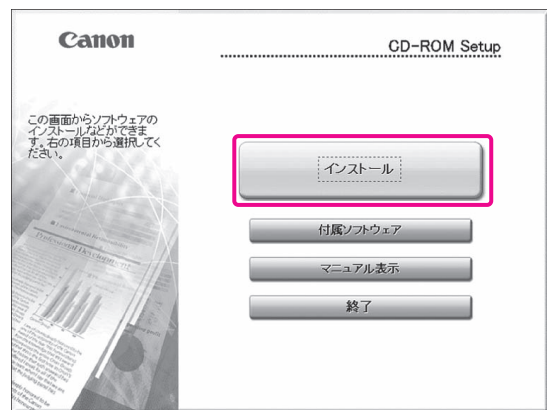 Canon
CD-ROM Setup
この画面からソフトウェアの
インストールなどができま
す。右の項目から選択してく
ださい。
インストール
付属ソフトウェア
マニュアル表示
終了
Professional Development